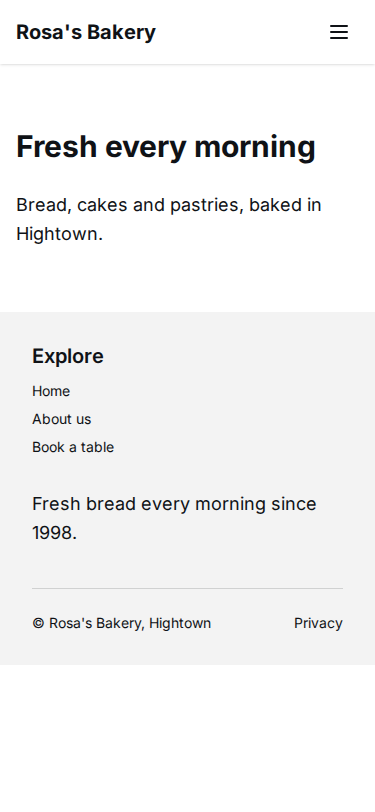 Rosa's Bakery
Fresh every morning
Bread, cakes and pastries, baked in
Hightown.
Explore
Home
About us
Book a table
Fresh bread every morning since
1998.
© Rosa's Bakery, Hightown
Privacy